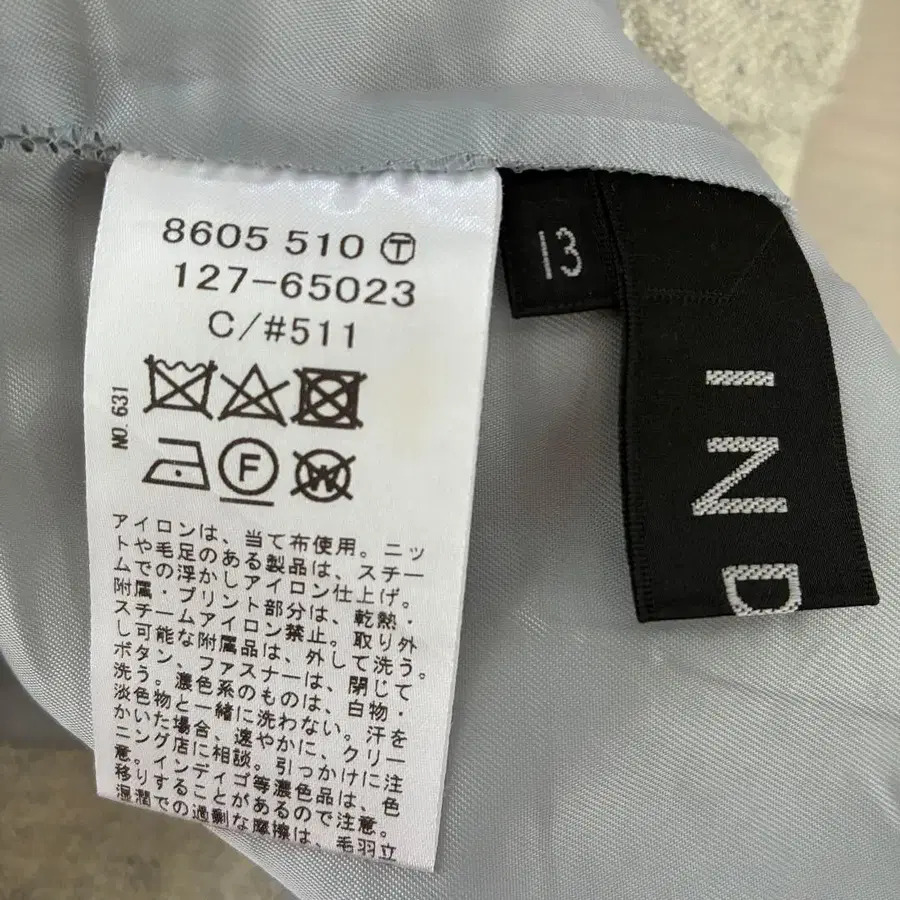 8605 510 Ⓣ
127-65023
C/#511
NO. 631
F
W
アイロンは、当て布使用。ニッ
トや毛足のある製品は、スチー
ムでの浮かしアイロン仕上げ。
附属・プリント部分は、乾熱・
スチームアイロン禁止。取り外
し可能な附属品は、外して洗う。
ボタン、ファスナーは、閉じて
洗う。濃色系のものは、白物・
淡色物と一緒に洗わない。汗を
かいた場合、速やかに、クリー
ニング店に相談。引っかけに注
意。インディゴ等濃色品は、色
移りすることがあるので注意。
湿潤での過剰な摩擦は、毛羽立
13
IND